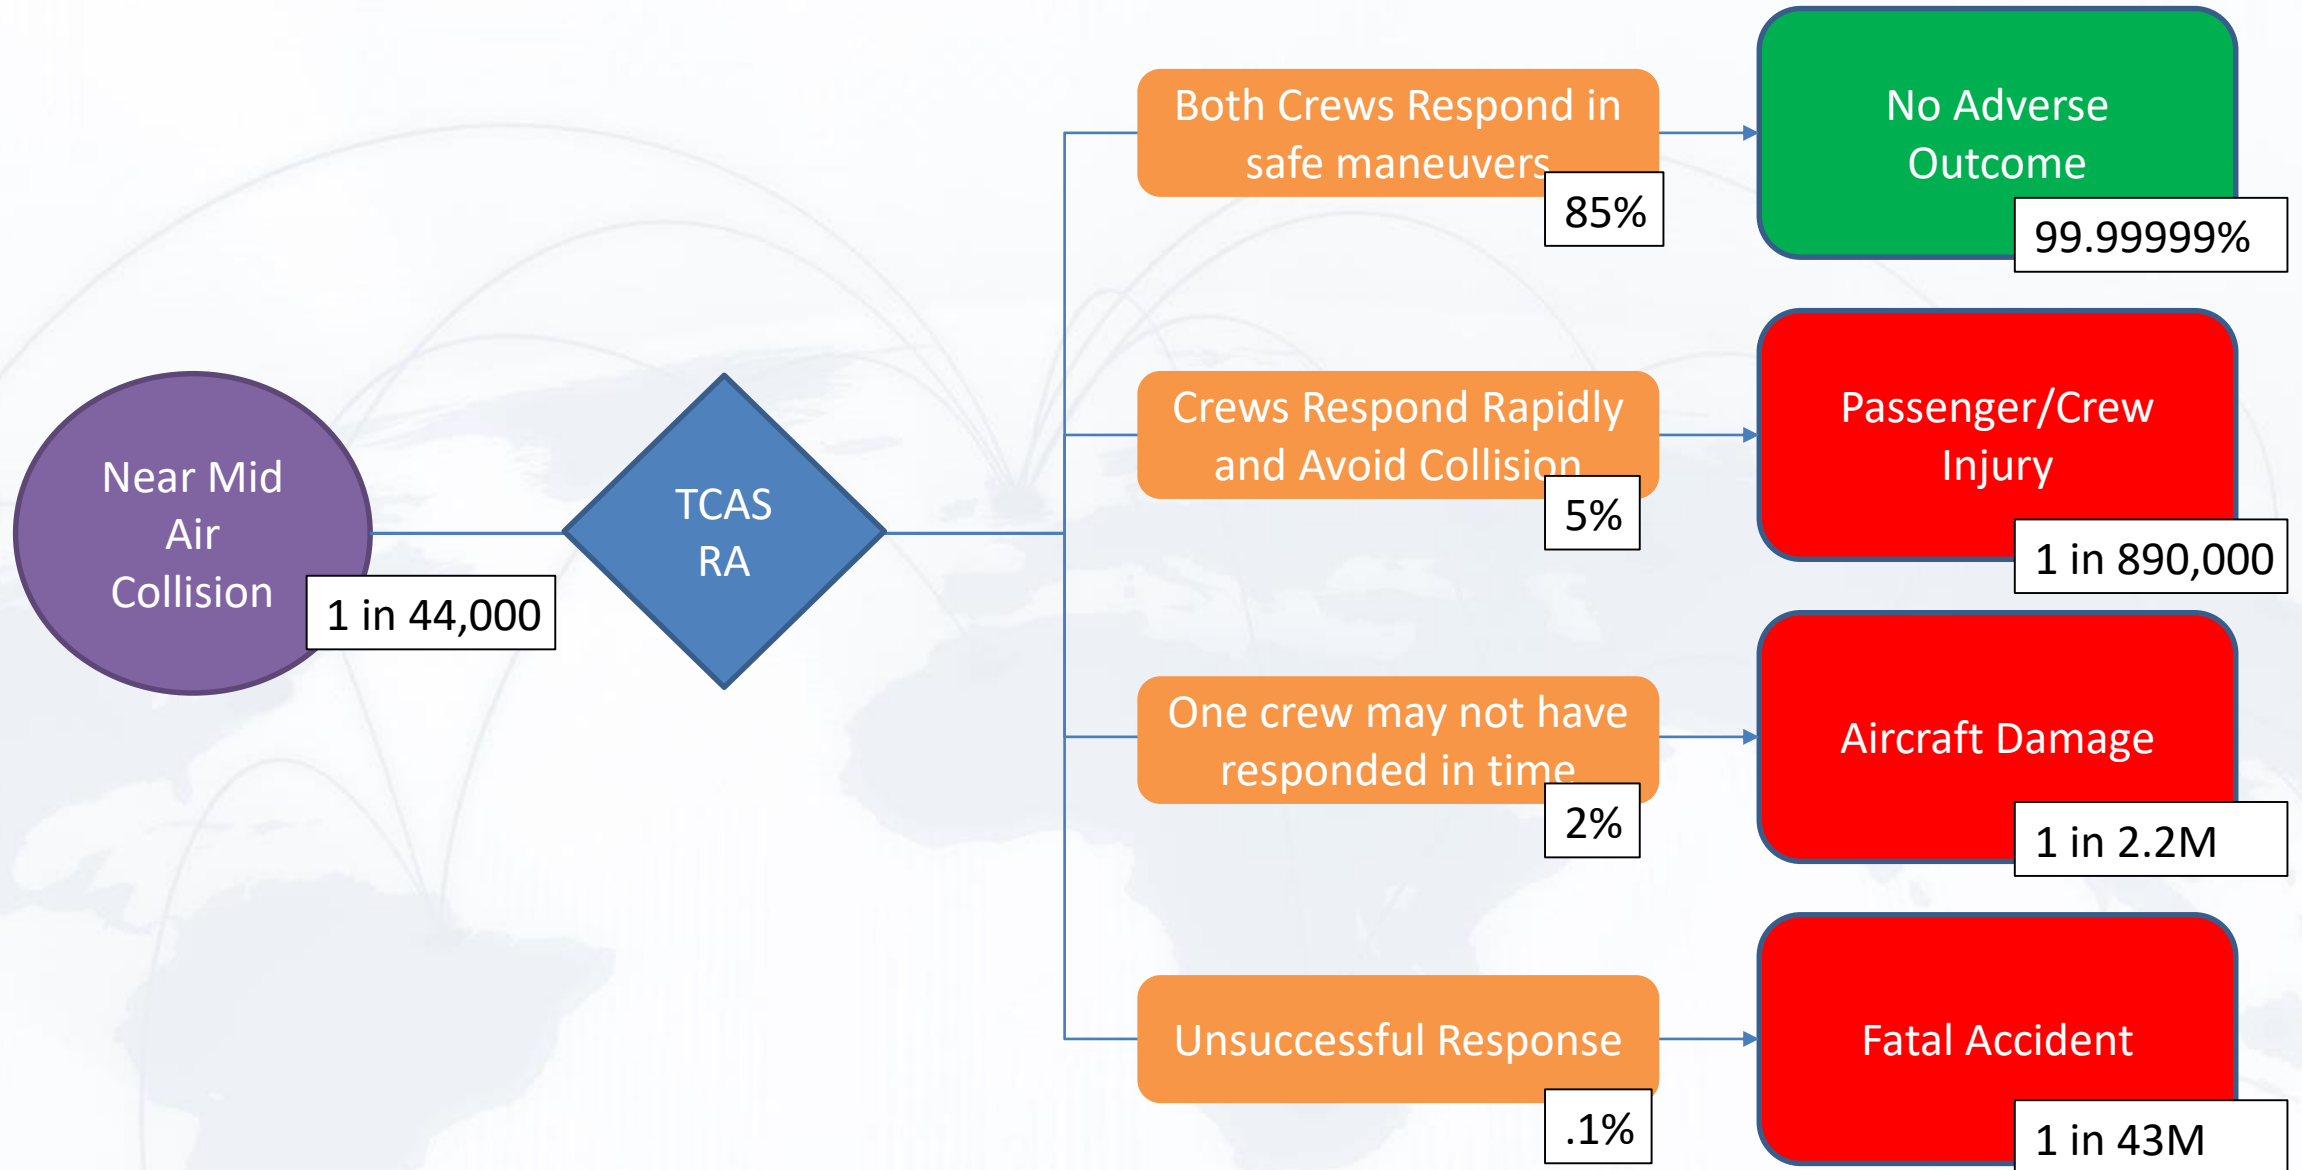 Near Mid
Air
Collision
1 in 44,000
TCAS
RA
Both Crews Respond in
safe maneuvers
85%
No Adverse
Outcome
99.99999%
Crews Respond Rapidly
and Avoid Collision
5%
Passenger/Crew
Injury
1 in 890,000
One crew may not have
responded in time
2%
Aircraft Damage
1 in 2.2M
Unsuccessful Response
.1%
Fatal Accident
1 in 43M